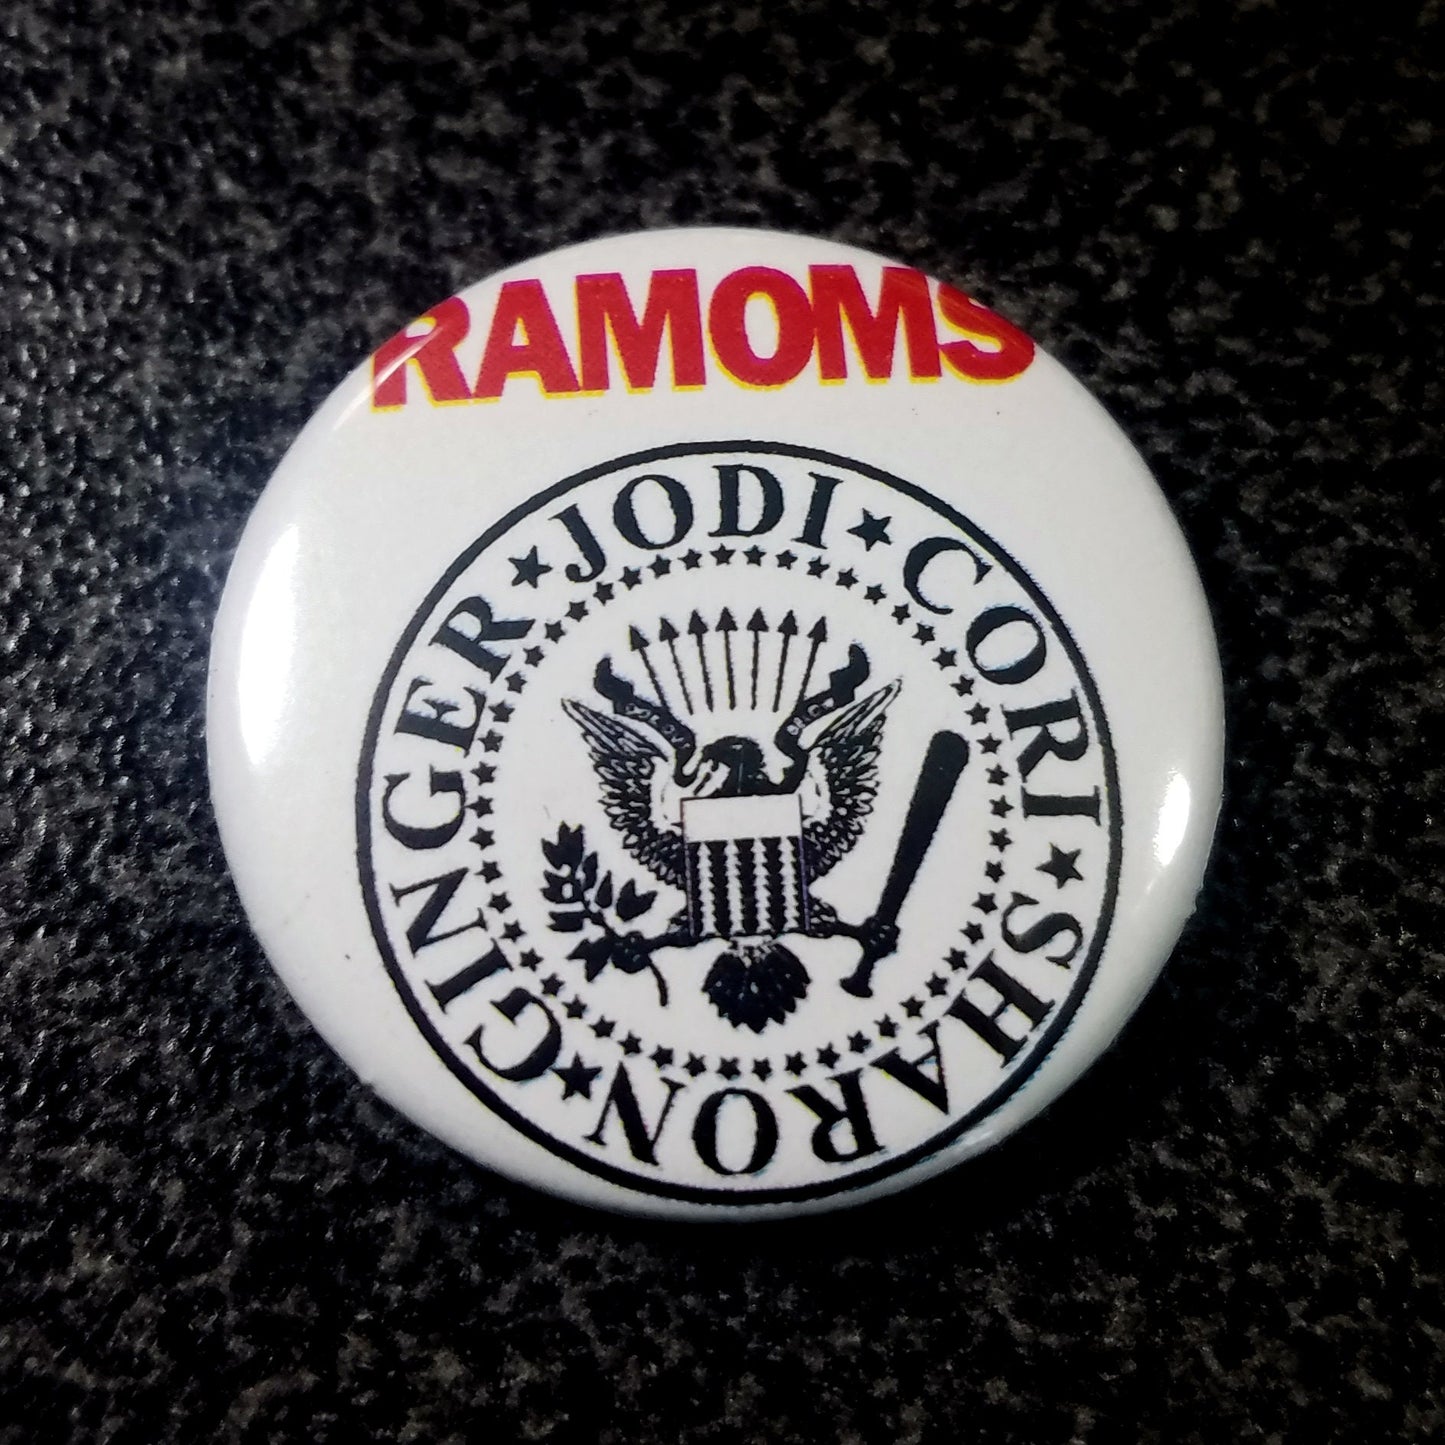 RAMOMS
JODI ★ CORI ★ SHARON ★ GINGER ★